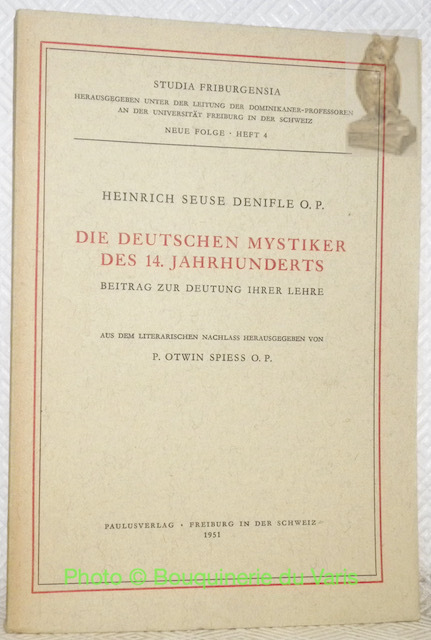 STUDIA FRIBURGENSIA
HERAUSGEGEBEN UNTER DER LEITUNG DER DOMINIKANER-PROFESSOREN
AN DER UNIVERSITÄT FREIBURG IN DER SCHWEIZ
NEUE FOLGE · HEFT 4
HEINRICH SEUSE DENIFLE O. P.
DIE DEUTSCHEN MYSTIKER
DES 14. JAHRHUNDERTS
BEITRAG ZUR DEUTUNG IHRER LEHRE
AUS DEM LITERARISCHEN NACHLASS HERAUSGEGEBEN VON
P. OTWIN SPIESS O. P.
PAULUSVERLAG · FREIBURG IN DER SCHWEIZ
1951
Photo © Bouquinerie du Varis